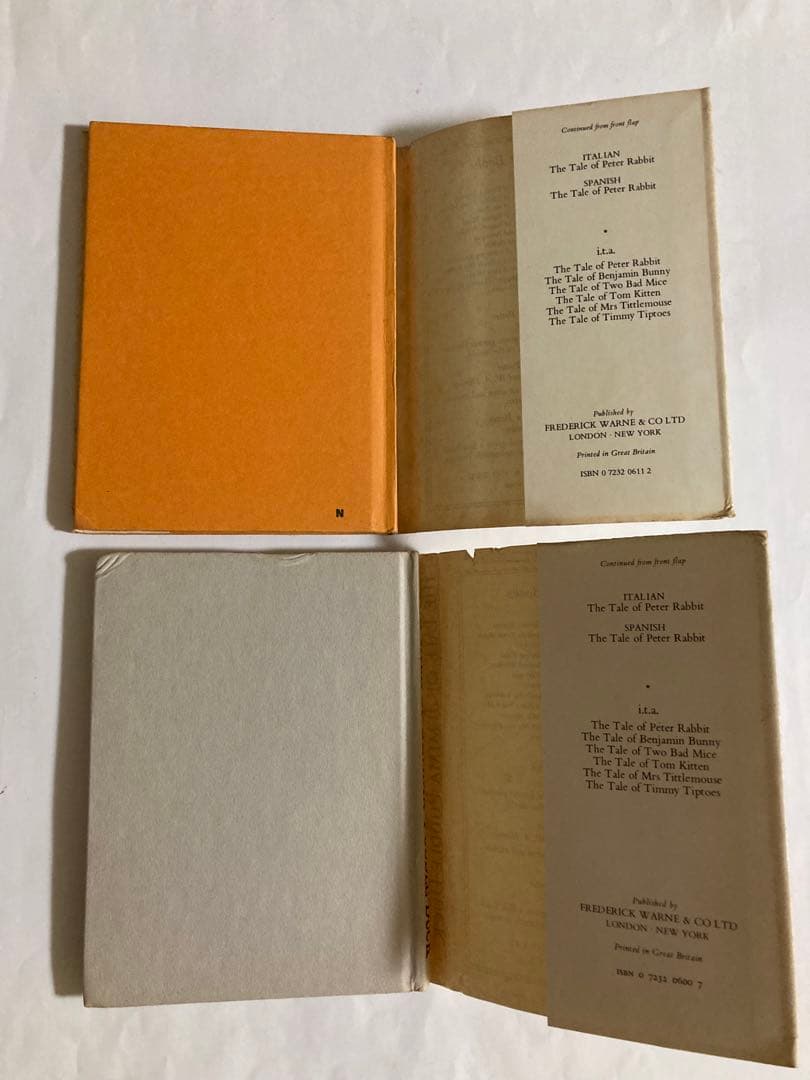 Continued from front flap
ITALIAN
The Tale of Peter Rabbit
SPANISH
The Tale of Peter Rabbit
i.t.a.
The Tale of Peter Rabbit
The Tale of Benjamin Bunny
The Tale of Two Bad Mice
The Tale of Tom Kitten
The Tale of Mrs Tittlemouse
The Tale of Timmy Tiptoes
Published by
FREDERICK WARNE & CO LTD
LONDON · NEW YORK
Printed in Great Britain
ISBN 0 7232 0611 2
N
Continued from front flap
ITALIAN
The Tale of Peter Rabbit
SPANISH
The Tale of Peter Rabbit
i.t.a.
The Tale of Peter Rabbit
The Tale of Benjamin Bunny
The Tale of Two Bad Mice
The Tale of Tom Kitten
The Tale of Mrs Tittlemouse
The Tale of Timmy Tiptoes
Published by
FREDERICK WARNE & CO LTD
LONDON · NEW YORK
Printed in Great Britain
ISBN 0 7232 0600 7